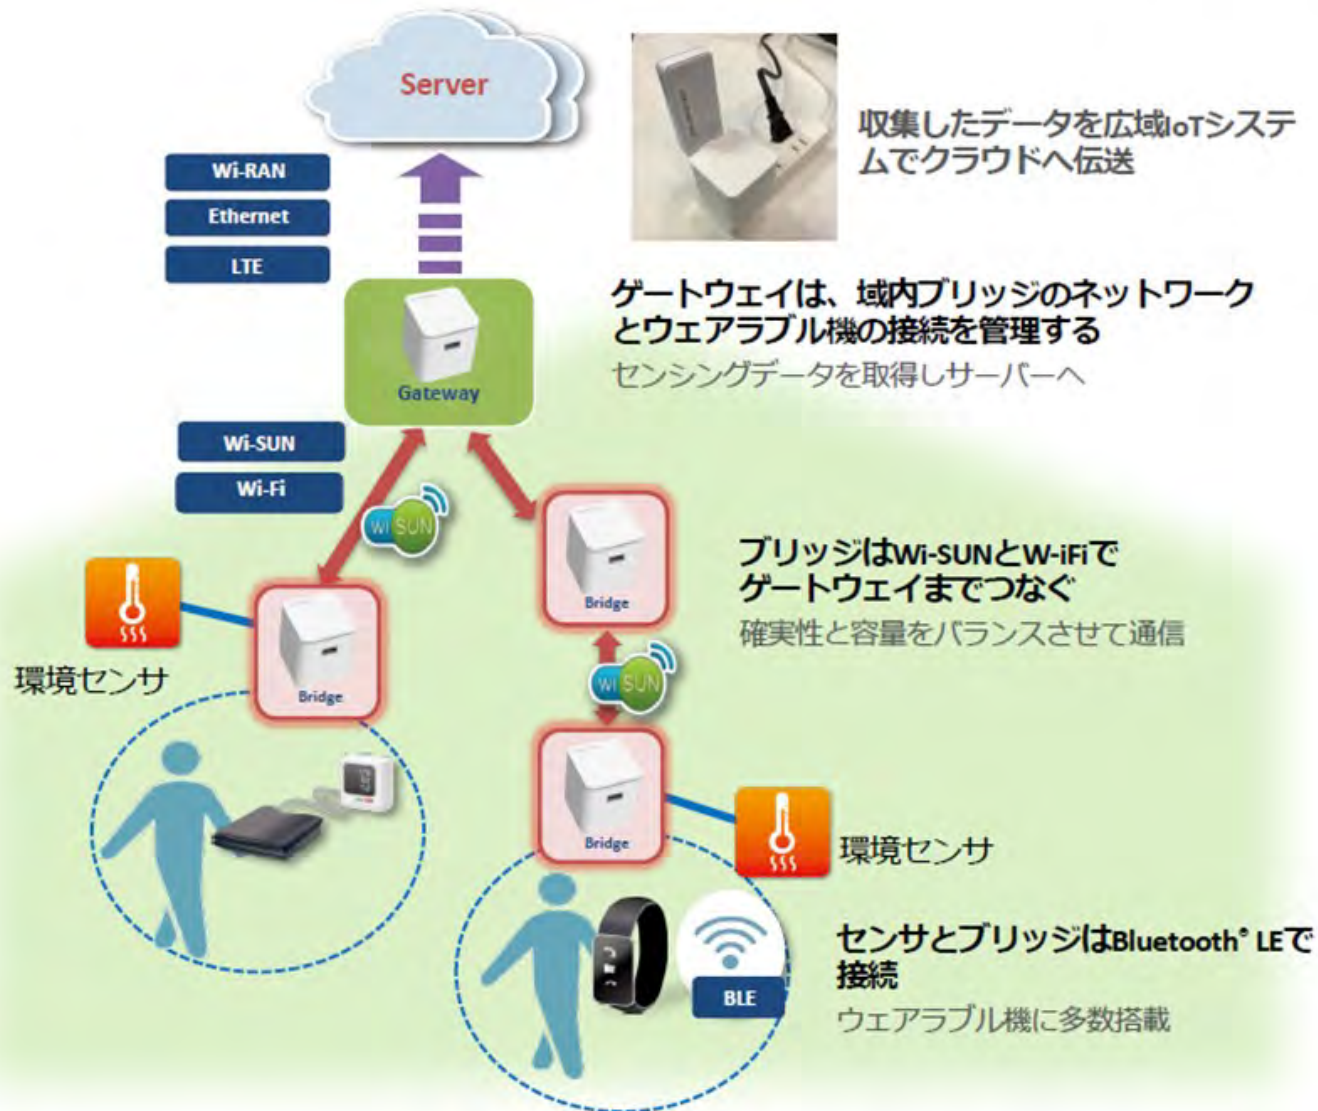 Server
収集したデータを広域IoTシステ
ムでクラウドへ伝送
Wi-RAN
Ethernet
LTE
ゲートウェイは、域内ブリッジのネットワーク
とウェアラブル機の接続を管理する
センシングデータを取得しサーバーへ
Gateway
Wi-SUN
Wi-Fi
WI SUN
Bridge
ブリッジはWi-SUNとW-iFiで
ゲートウェイまでつなぐ
確実性と容量をバランスさせて通信
環境センサ
Bridge
WI SUN
Bridge
環境センサ
センサとブリッジはBluetooth® LEで
接続
ウェアラブル機に多数搭載
BLE